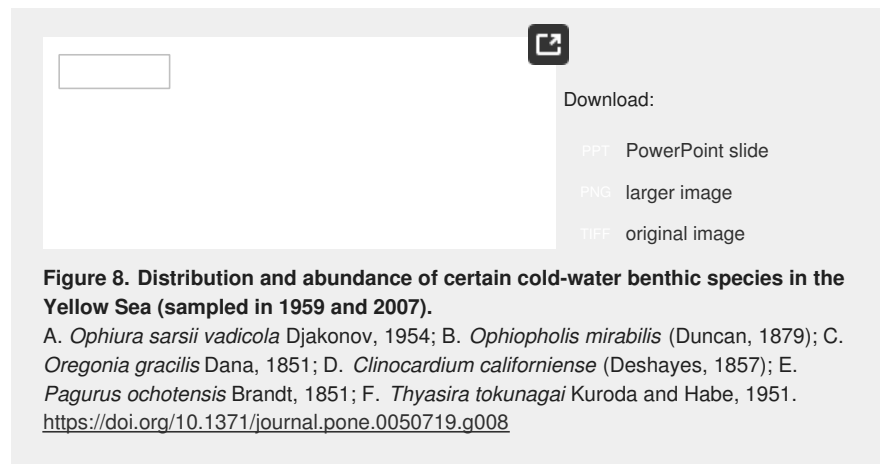 Download:
PPT PowerPoint slide
PNG larger image
TIFF original image
Figure 8. Distribution and abundance of certain cold-water benthic species in the
Yellow Sea (sampled in 1959 and 2007).
A. Ophiura sarsii vadicola Djakonov, 1954; B. Ophiopholis mirabilis (Duncan, 1879); C.
Oregonia gracilis Dana, 1851; D. Clinocardium californiense (Deshayes, 1857); E.
Pagurus ochotensis Brandt, 1851; F. Thyasira tokunagai Kuroda and Habe, 1951.
https://doi.org/10.1371/journal.pone.0050719.g008